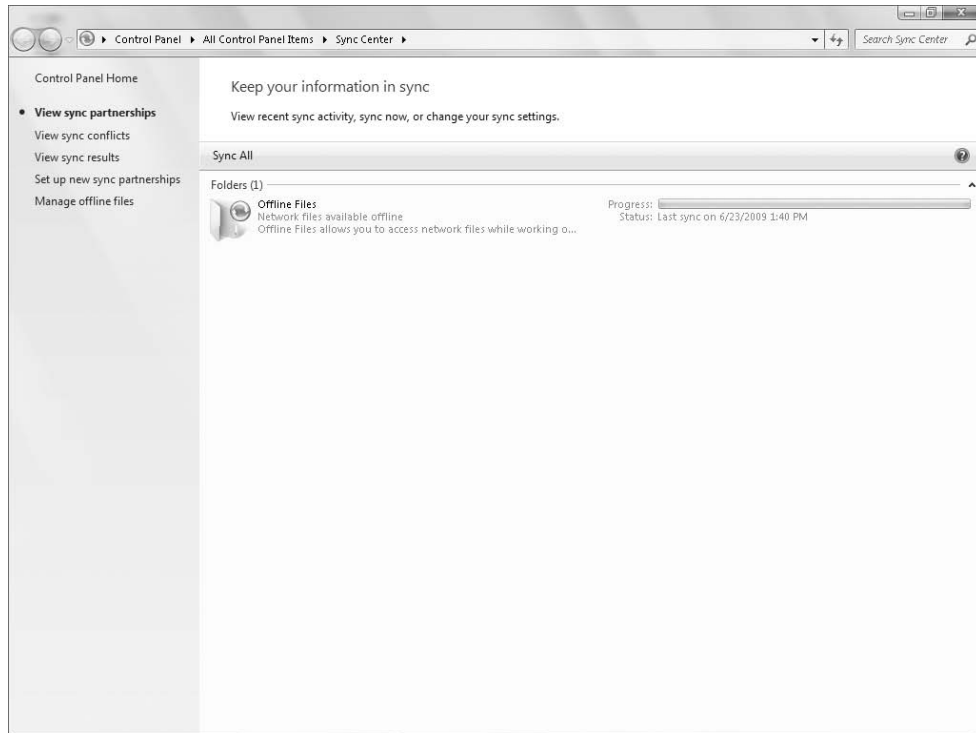 Control Panel ▸ All Control Panel Items ▸ Sync Center ▸
Search Sync Center
Control Panel Home
• View sync partnerships
View sync conflicts
View sync results
Set up new sync partnerships
Manage offline files
Keep your information in sync
View recent sync activity, sync now, or change your sync settings.
Sync All
Folders (1)
Offline Files
Network files available offline
Offline Files allows you to access network files while working o...
Progress:
Status: Last sync on 6/23/2009 1:40 PM